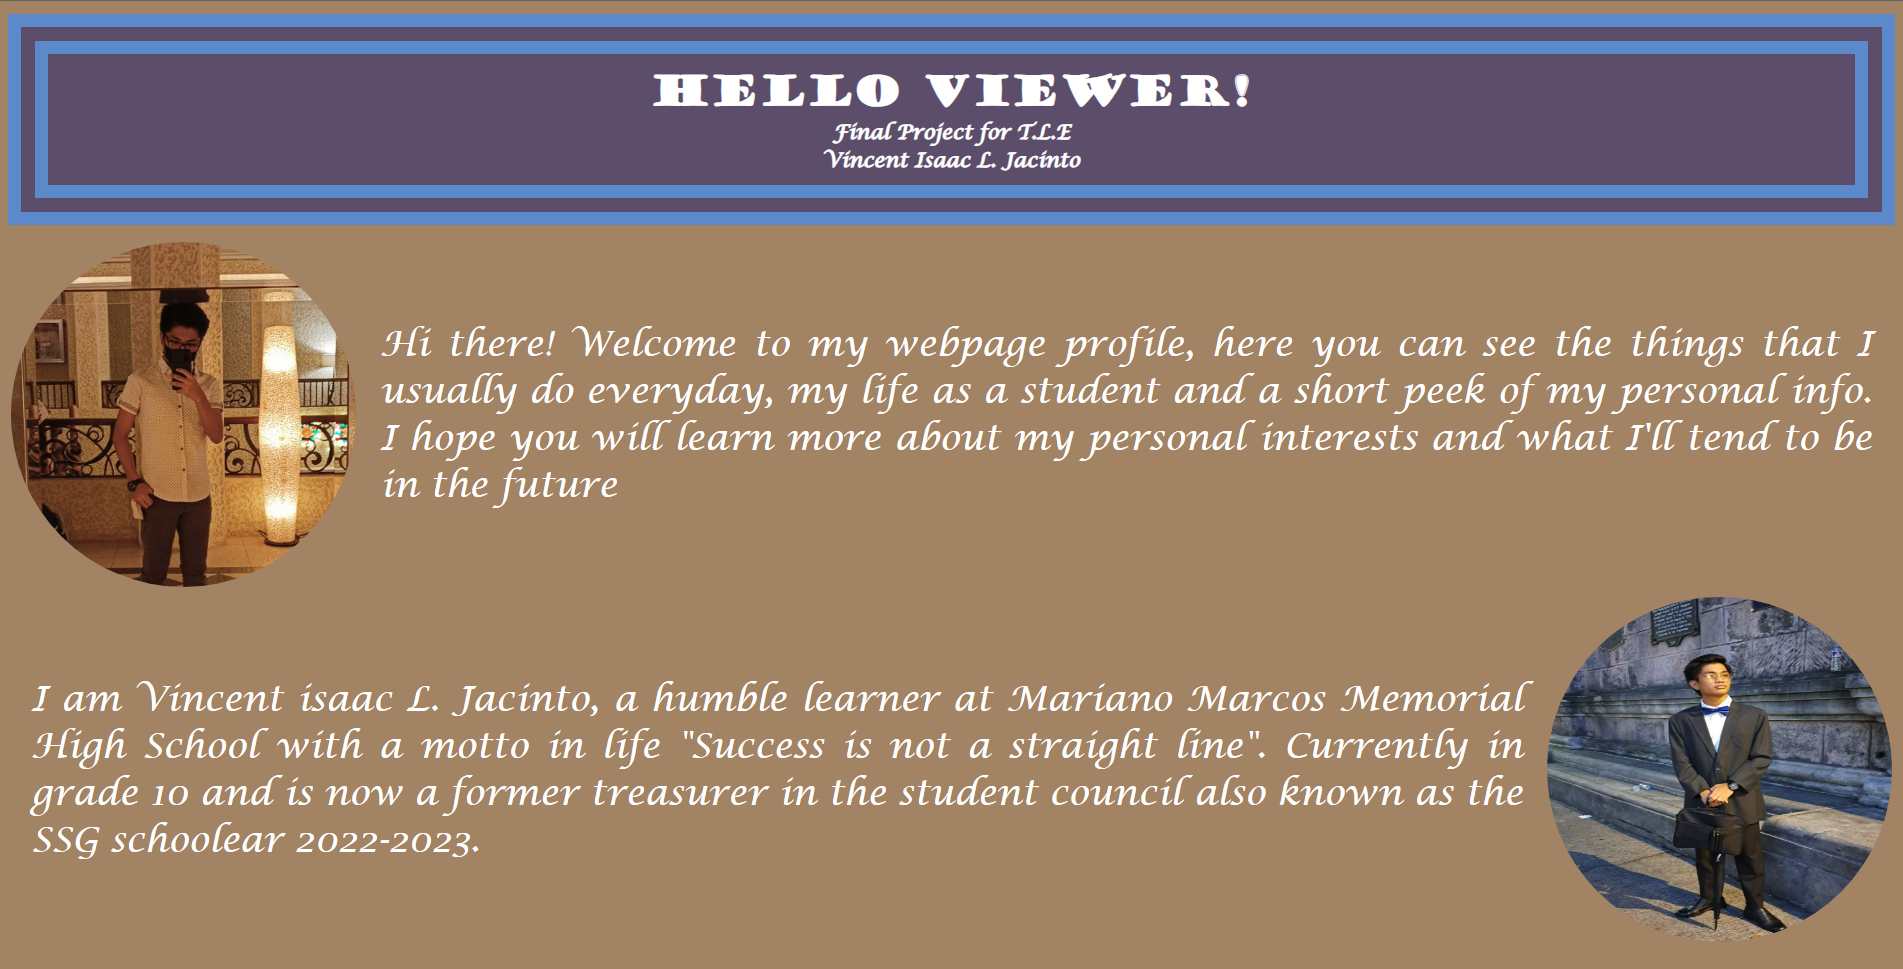 HELLO VIEWER!
Final Project for T.L.E
Vincent Isaac L. Jacinto
Hi there! Welcome to my webpage profile, here you can see the things that I
usually do everyday, my life as a student and a short peek of my personal info.
I hope you will learn more about my personal interests and what I'll tend to be
in the future
I am Vincent isaac L. Jacinto, a humble learner at Mariano Marcos Memorial
High School with a motto in life "Success is not a straight line". Currently in
grade 10 and is now a former treasurer in the student council also known as the
SSG schoolear 2022-2023.